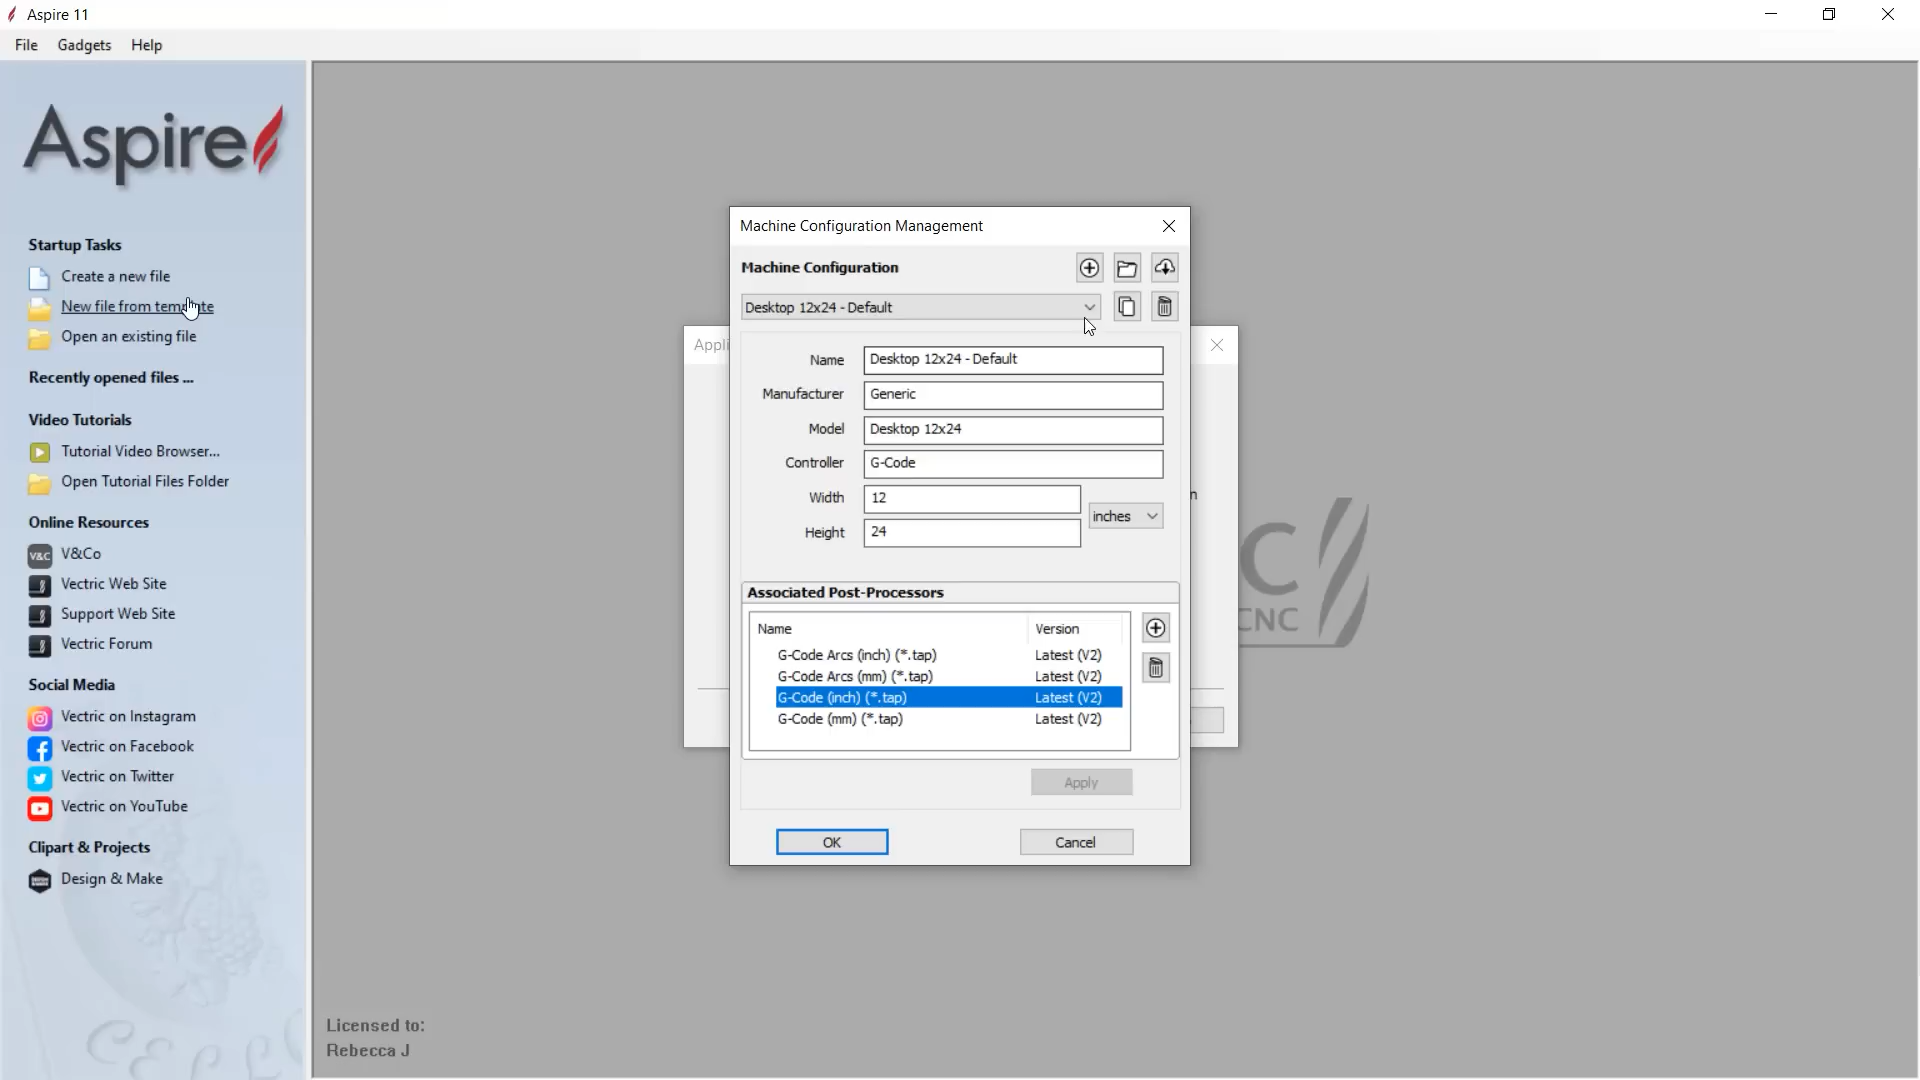 Aspire 11
File Gadgets Help
Aspire
Startup Tasks
Create a new file
New file from template
Open an existing file
Recently opened files ...
Video Tutorials
Tutorial Video Browser...
Open Tutorial Files Folder
Online Resources
V&C V&Co
Vectric Web Site
Support Web Site
Vectric Forum
Social Media
Vectric on Instagram
Vectric on Facebook
Vectric on Twitter
Vectric on YouTube
Clipart & Projects
Design & Make
Machine Configuration Management
Machine Configuration
Desktop 12x24 - Default
Appli
Name Desktop 12x24 - Default
Manufacturer Generic
Model Desktop 12x24
Controller G-Code
Width 12
inches
Height 24
n
Associated Post-Processors
Name Version
G-Code Arcs (inch) (*.tap) Latest (V2)
G-Code Arcs (mm) (*.tap) Latest (V2)
G-Code (inch) (*.tap) Latest (V2)
G-Code (mm) (*.tap) Latest (V2)
Apply
OK Cancel
C
CNC
Licensed to:
Rebecca J